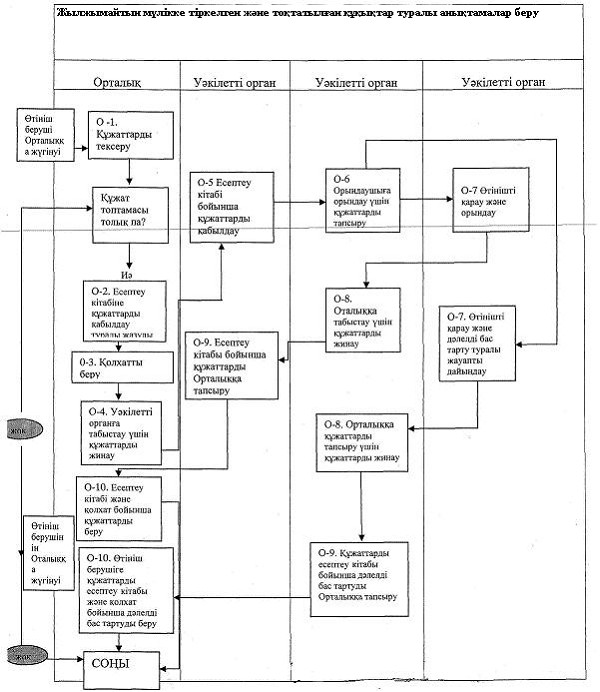 Жылжымайтын мүлікке тіркелген және тоқтатылған құқықтар туралы анықтамалар беру
Орталық
Уәкілетті орган
Уәкілетті орган
Уәкілетті орган
Өтініш
беруші
Орталықк
а жүгінуі
О -1.
Құжаттарды
тексеру
Құжат
топтамасы
толық па?
Иә
О-2. Есептеу
кітабіне
құжаттарды
қабылдау
туралы жазуды
0-3. Қолхатты
беру
О-4. Уәкілетті
органға
табыстау үшін
құжаттарды
жинау
О-5 Есептеу
кітабі
бойынша
құжаттарды
қабылдау
О-6
Орындаушыға
орындау үшін
құжаттарды
тапсыру
О-7 Өтінішті
қарау және
орындау
О-8.
Оталыққа
табыстау үшін
құжаттарды
жинау
О-7. Өтінішті
қарау және
дәлелді бас
тарту туралы
жауапты
дайындау
О-9. Есептеу
кітабы бойынша
құжаттарды
Орталыққа
тапсыру
О-8. Орталыққа
құжаттарды
тапсыру үшін
құжаттарды жинау
жоқ
О-10. Есептеу
кітабі және
қолхат бойынша
құжаттарды
беру
Өтініш
берушін
ің
Оталыкқ
а
жүгінуі
О-10. Өтініш
берушіге
құжаттарды
есептеу кітабы
және қолхат
бойынша дәлелді
бас тартуды беру
О-9. Құжаттарды
есептеу кітабы
бойынша дәлелді
бас тартуды
Орталыққа тапсыру
жоқ
СОҢЫ